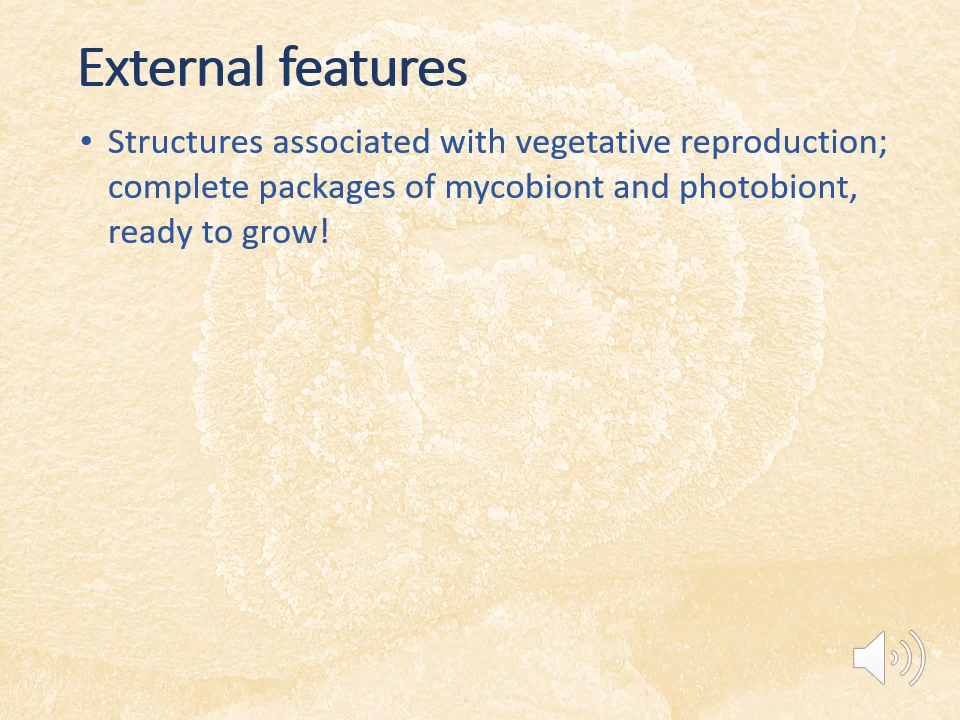 External features
• Structures associated with vegetative reproduction;
complete packages of mycobiont and photobiont,
ready to grow!